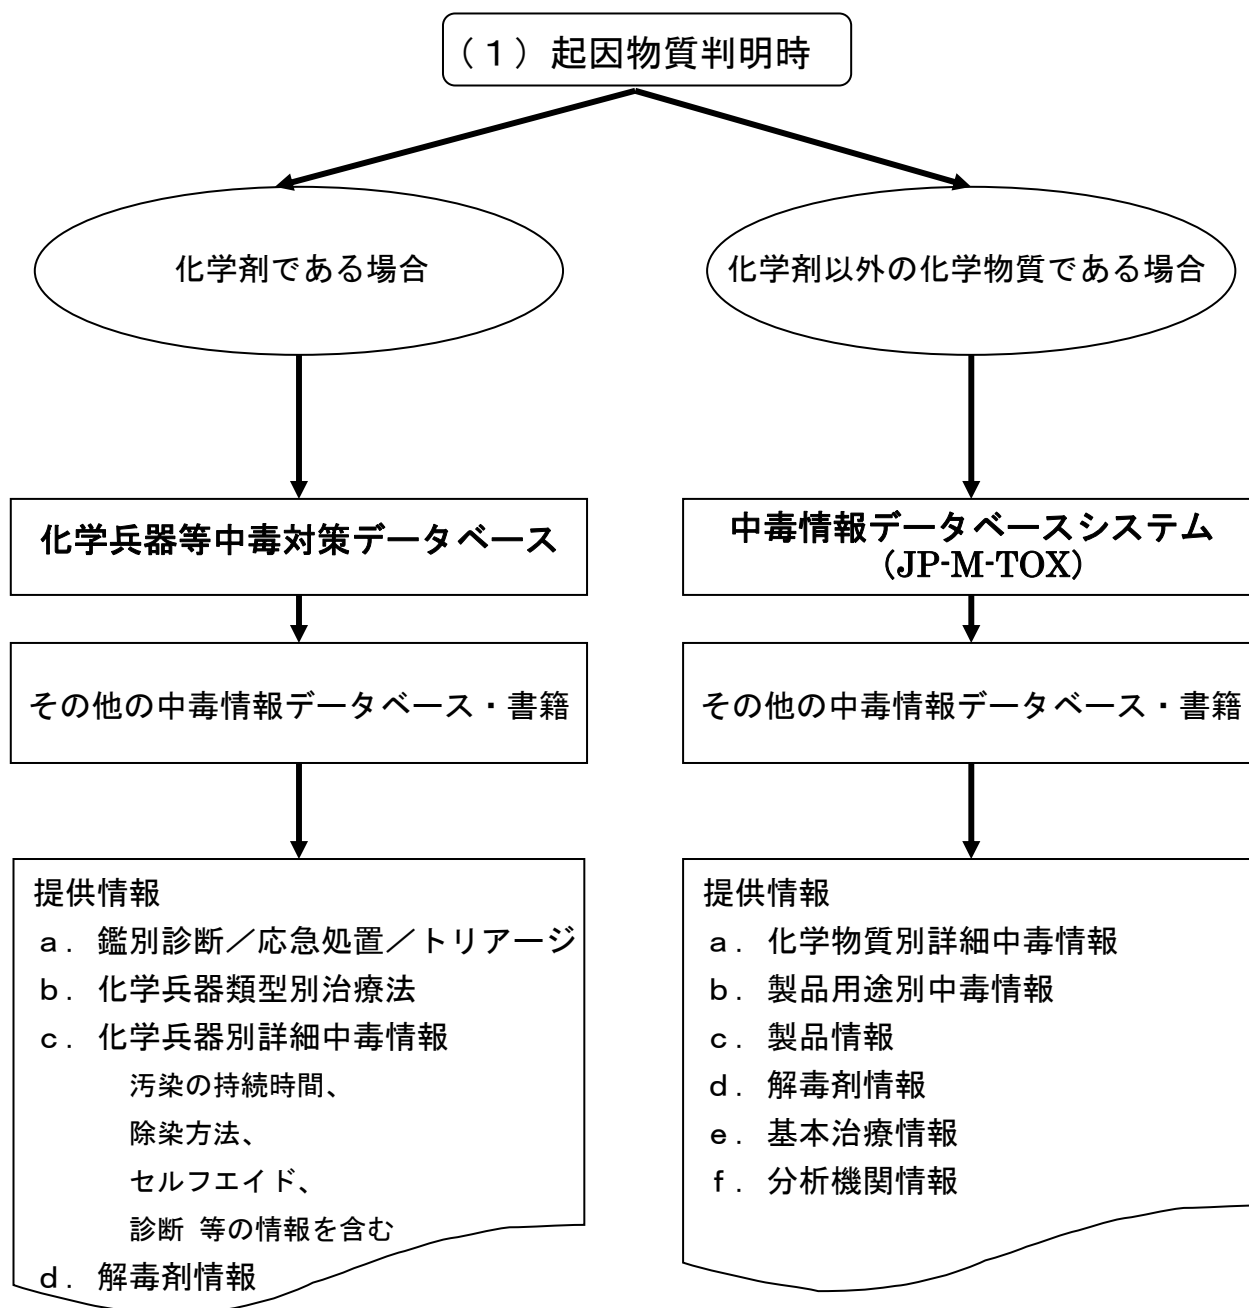 （１）起因物質判明時
化学剤である場合
化学兵器等中毒対策データベース
その他の中毒情報データベース・書籍
提供情報
ａ．鑑別診断／応急処置／トリアージ
ｂ．化学兵器類型別治療法
ｃ．化学兵器別詳細中毒情報
汚染の持続時間、
除染方法、
セルフエイド、
診断 等の情報を含む
ｄ．解毒剤情報
化学剤以外の化学物質である場合
中毒情報データベースシステム
（JP-M-TOX）
その他の中毒情報データベース・書籍
提供情報
ａ．化学物質別詳細中毒情報
ｂ．製品用途別中毒情報
ｃ．製品情報
ｄ．解毒剤情報
ｅ．基本治療情報
ｆ．分析機関情報